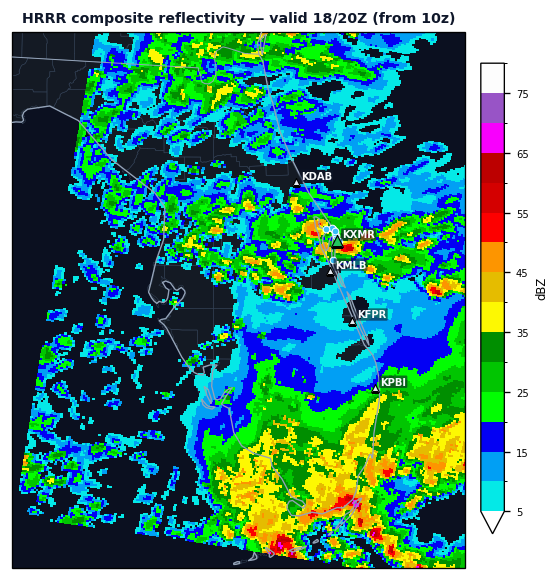 HRRR composite reflectivity — valid 18/20Z (from 10z)
KDAB
KXMR
KMLB
KFPR
KPBI
75
65
55
45
35
25
15
5
dBZ